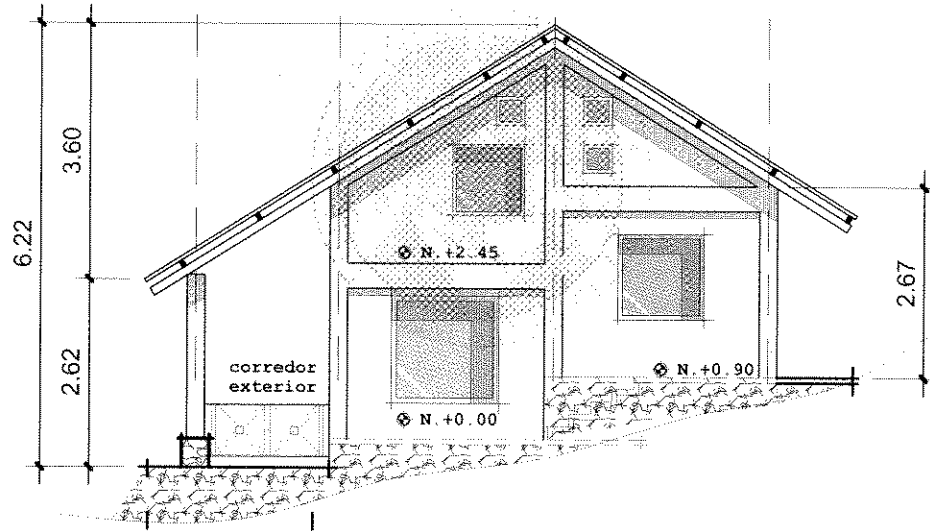 6.22
3.60
2.62
2.67
N.+2.45
corredor
exterior
N.+0.00
N.+0.90